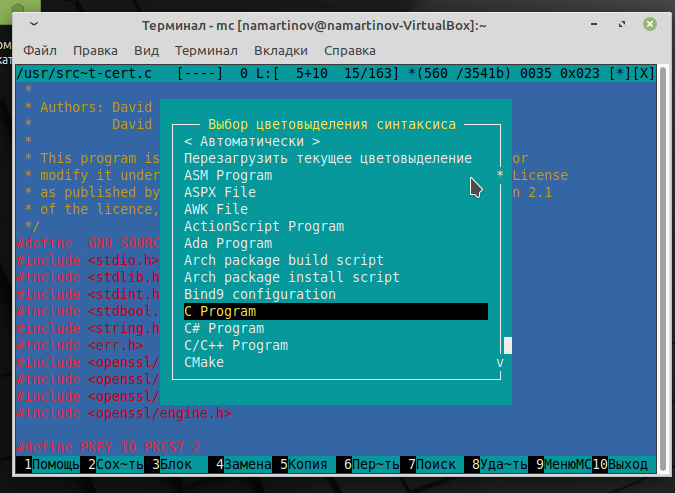 Терминал - mc [namartinov@namartinov-VirtualBox]:~
Файл Правка Вид Терминал Вкладки Справка
/usr/src~t-cert.c [----] 0 L:[ 5+10 15/163] *(560 /3541b) 0035 0x023 [*][X]
*
* Authors: David
* David
*
* This program is or
* modify it under License
* as published by n 2.1
* of the licence,
*/
#define _GNU_SOURC
#include <stdio.h>
#include <stdlib.h
#include <stdint.h
#include <stdbool.
#include <string.h
#include <err.h>
#include <openssl/
#include <openssl/
#include <openssl/
#include <openssl/engine.h>
#define PKEY_ID_PKCS7 2
Выбор цветовыделения синтаксиса
< Автоматически >
Перезагрузить текущее цветовыделение
ASM Program *
ASPX File
AWK File
ActionScript Program
Ada Program
Arch package build script
Arch package install script
Bind9 configuration
C Program
C# Program
C/C++ Program
CMake v
1Помощь 2Сох~ть 3Блок 4Замена 5Копия 6Пер~ть 7Поиск 8Уда~ть 9МенюMC 10Выход